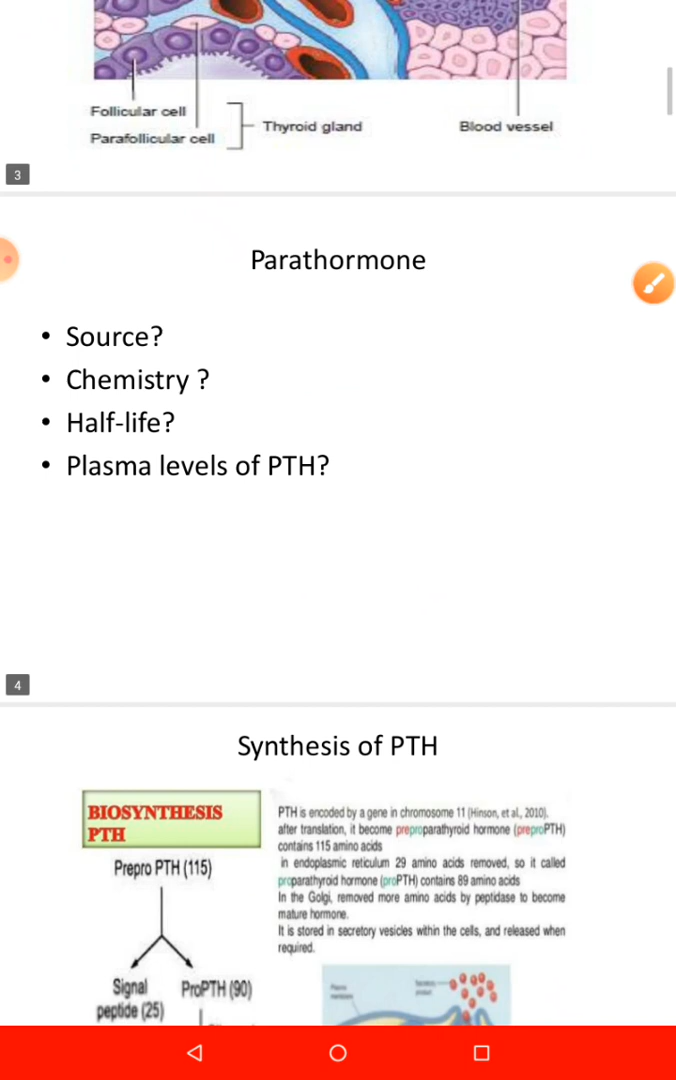 Follicular cell
Parafollicular cell
Thyroid gland
Blood vessel
3
Parathormone
• Source?
• Chemistry ?
• Half-life?
• Plasma levels of PTH?
4
Synthesis of PTH
BIOSYNTHESIS
PTH
Prepro PTH (115)
Signal
peptide (25)
ProPTH (90)
PTH is encoded by a gene in chromosome 11 (Hinson, et al., 2010).
after translation, it become preproparathyroid hormone (preproPTH)
contains 115 amino acids
in endoplasmic reticulum 29 amino acids removed, so it called
proparathyroid hormone (proPTH) contains 89 amino acids
In the Golgi, removed more amino acids by peptidase to become
mature hormone.
It is stored in secretory vesicles within the cells, and released when
required.
Plasma
membrane
Secretory
product